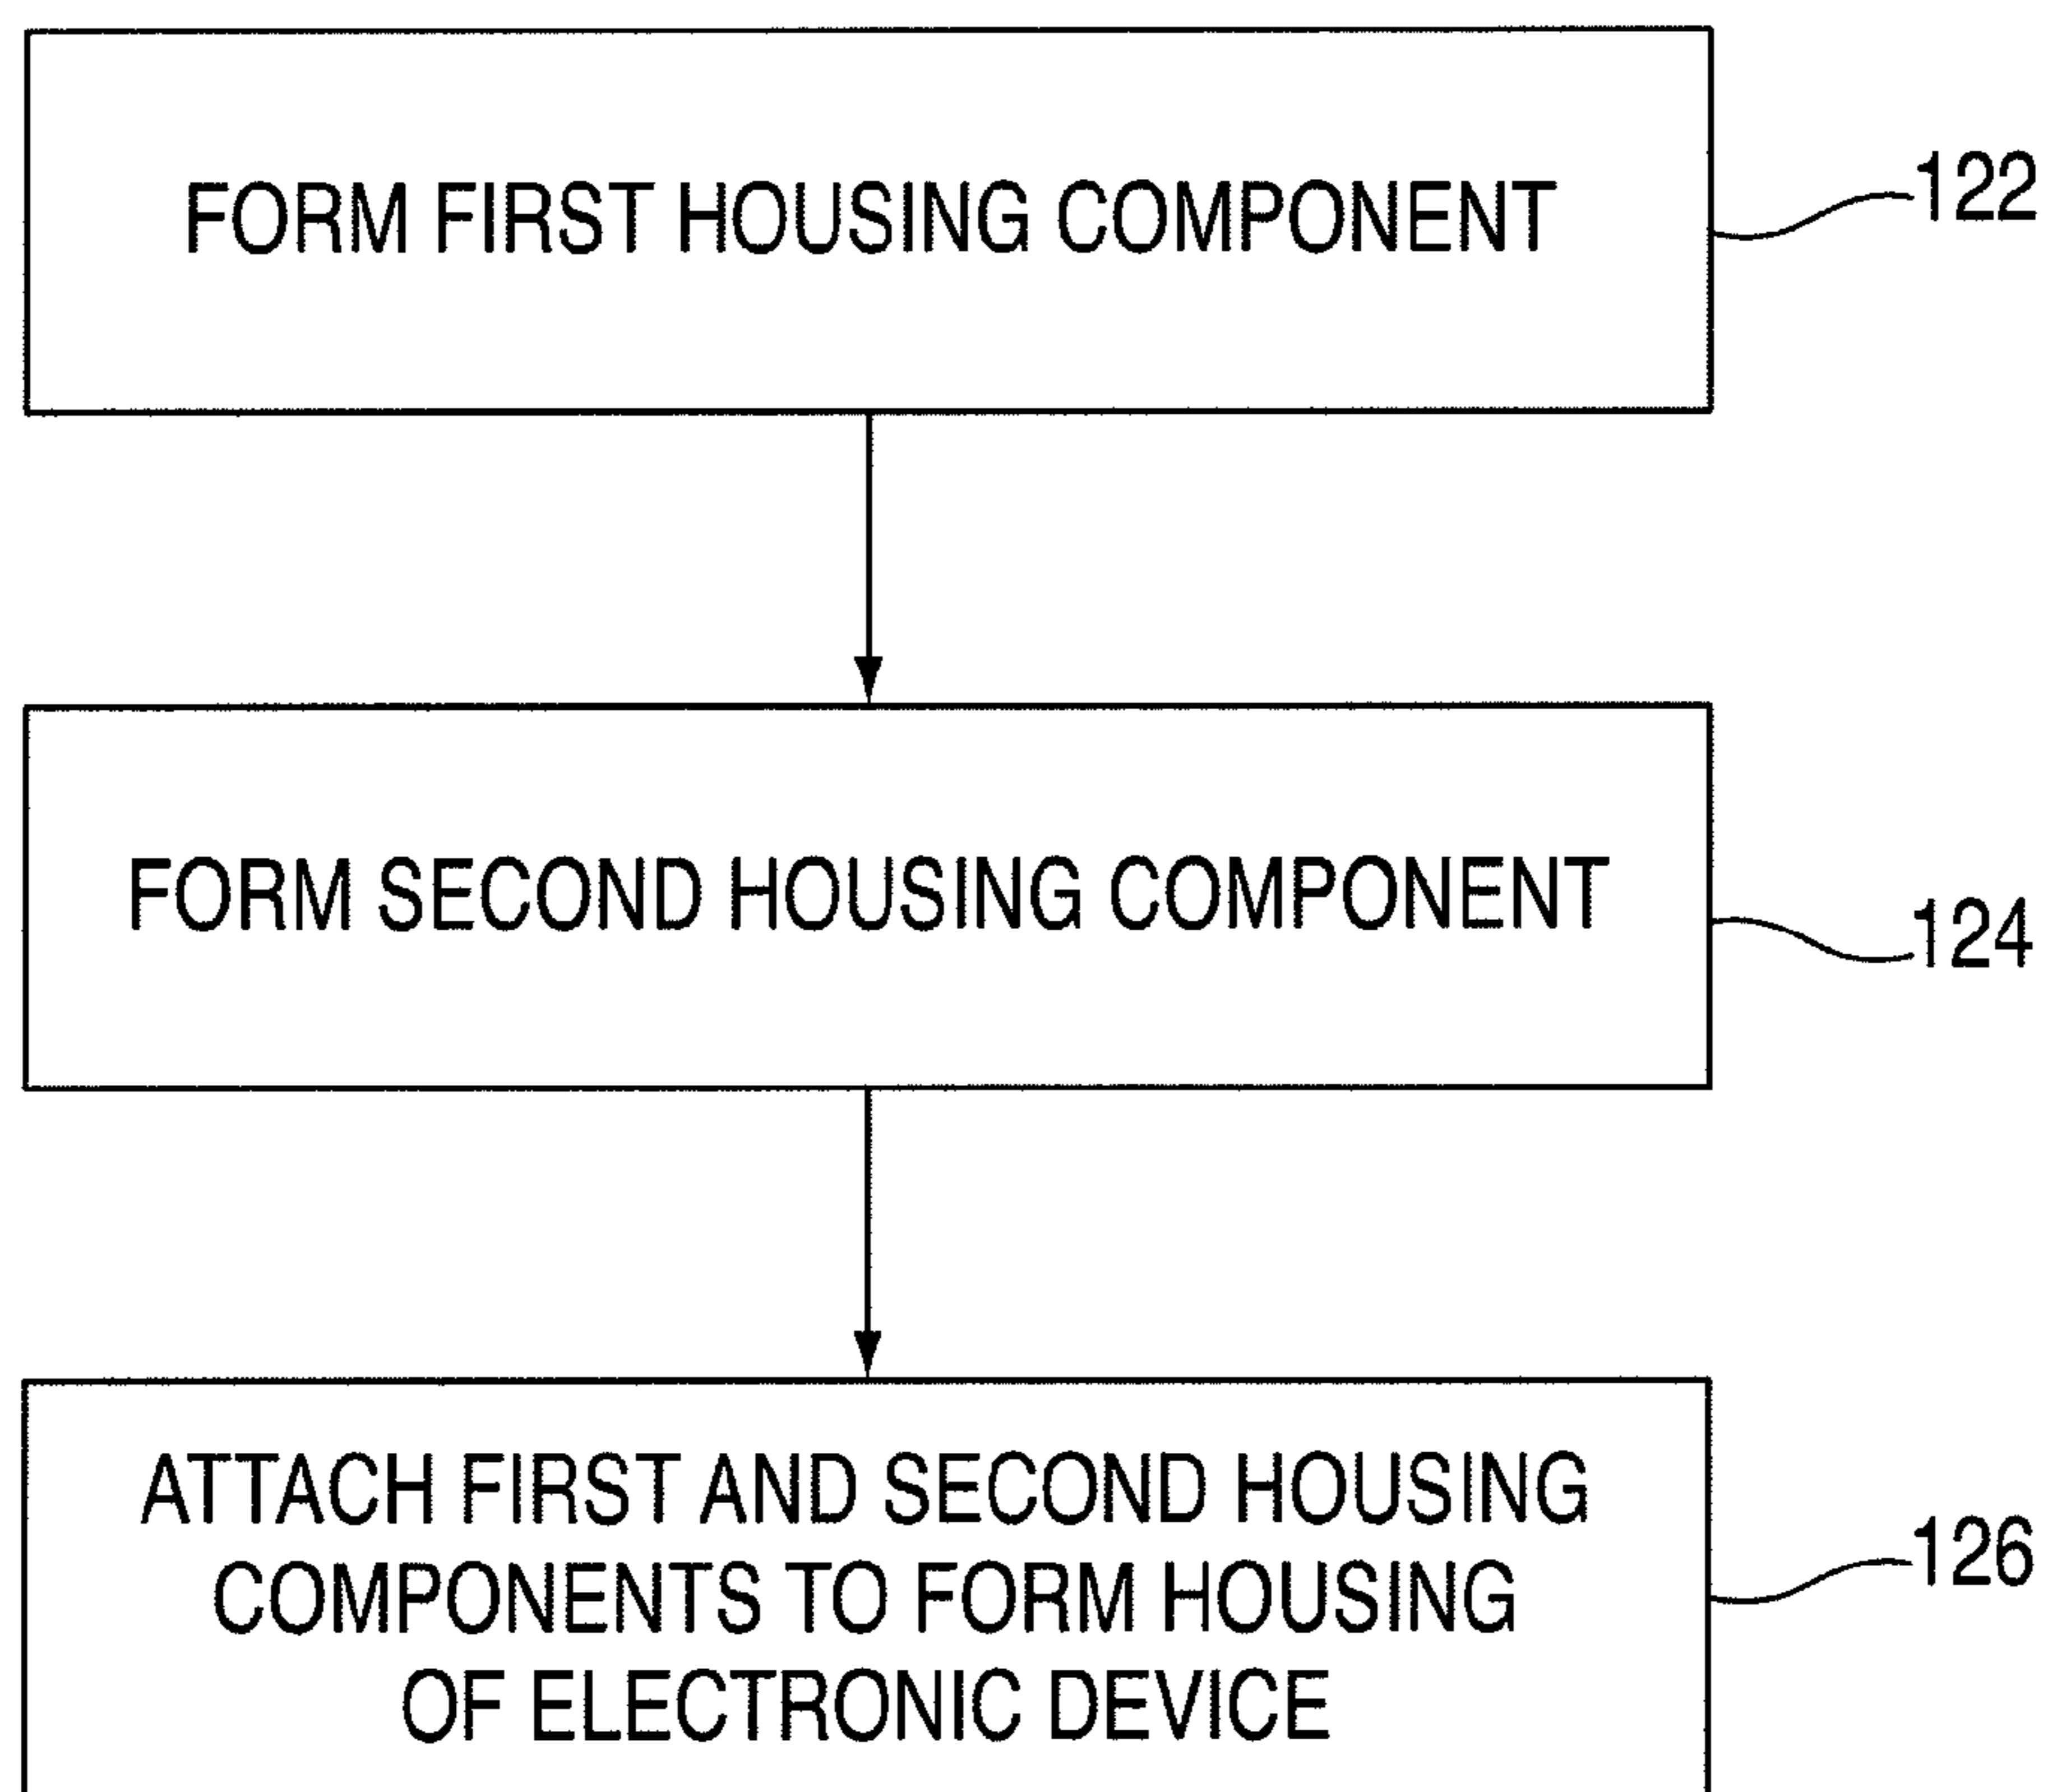 FORM FIRST HOUSING COMPONENT
122
FORM SECOND HOUSING COMPONENT
124
ATTACH FIRST AND SECOND HOUSING
COMPONENTS TO FORM HOUSING
OF ELECTRONIC DEVICE
126